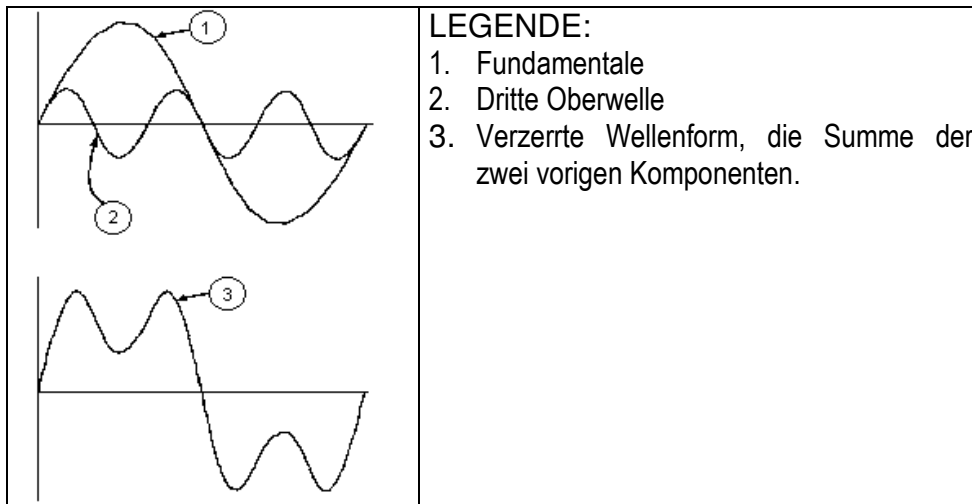 1
2
3
LEGENDE:
1. Fundamentale
2. Dritte Oberwelle
3. Verzerrte Wellenform, die Summe der
zwei vorigen Komponenten.